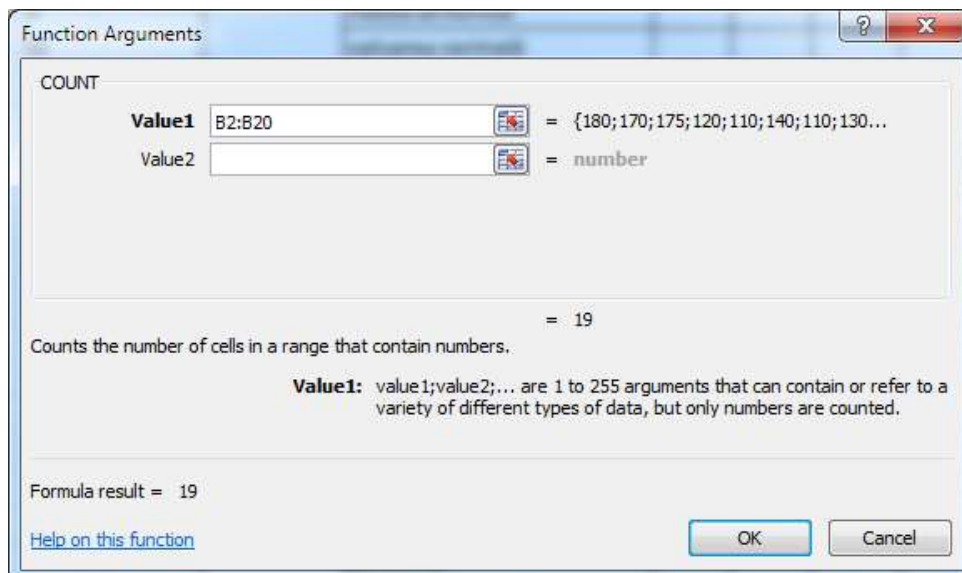 Function Arguments
?
COUNT
Value1 B2:B20 = {180;170;175;120;110;140;110;130...
Value2 = number
= 19
Counts the number of cells in a range that contain numbers.
Value1: value1;value2;... are 1 to 255 arguments that can contain or refer to a
variety of different types of data, but only numbers are counted.
Formula result = 19
Help on this function
OK Cancel